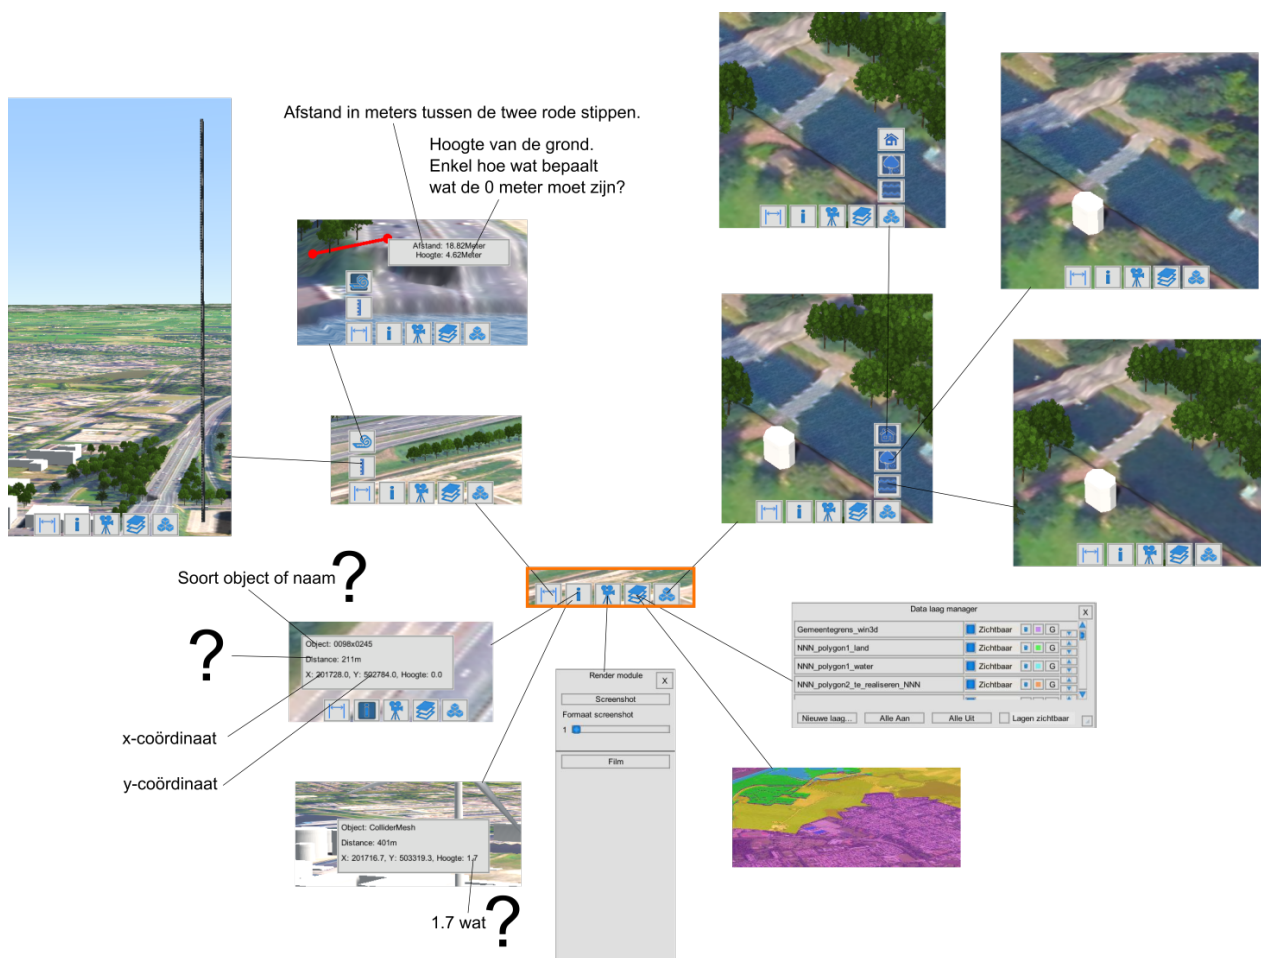 Afstand in meters tussen de twee rode stippen.
Hoogte van de grond.
Enkel hoe wat bepaalt
wat de 0 meter moet zijn?
Afstand: 18.82Meter
Hoogte: 4.62Meter
Soort object of naam ?
?
Object: 0098x0245
Distance: 211m
X: 201728.0, Y: 502784.0, Hoogte: 0.0
x-coördinaat
y-coördinaat
Object: ColliderMesh
Distance: 401m
X: 201716.7, Y: 503319.3, Hoogte: 1.7
1.7 wat ?
Render module X
Screenshot
Formaat screenshot
1
Film
Data laag manager X
Gemeentegrens_win3d Zichtbaar G
NNN_polygon1_land Zichtbaar G
NNN_polygon1_water Zichtbaar G
NNN_polygon2_te_realiseren_NNN Zichtbaar G
Nieuwe laag... Alle Aan Alle Uit Lagen zichtbaar